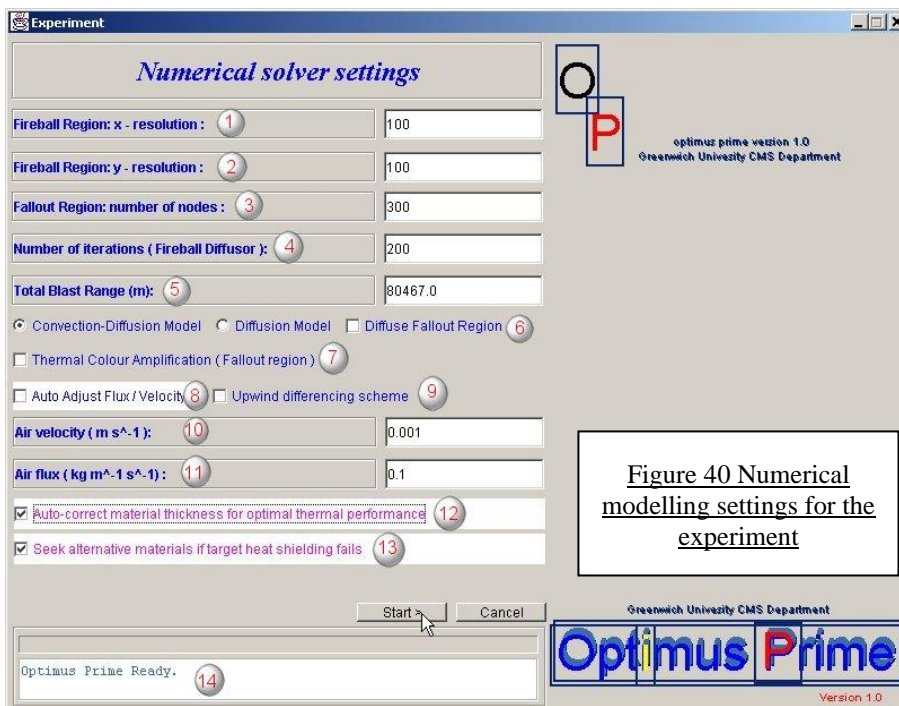 Experiment
Numerical solver settings
Fireball Region: x - resolution : 1 100
Fireball Region: y - resolution : 2 100
Fallout Region: number of nodes : 3 300
Number of iterations ( Fireball Diffusor ): 4 200
Total Blast Range (m): 5 80467.0
Convection-Diffusion Model Diffusion Model Diffuse Fallout Region 6
Thermal Colour Amplification ( Fallout region ) 7
Auto Adjust Flux / Velocity 8 Upwind differencing scheme 9
Air velocity ( m s^-1 ): 10 0.001
Air flux ( kg m^-1 s^-1) : 11 0.1
Auto-correct material thickness for optimal thermal performance 12
Seek alternative materials if target heat shielding fails 13
Start > Cancel
Optimus Prime Ready. 14
O
P
optimus prime version 1.0
Greenwich Univezity CMS Department
Figure 40 Numerical
modelling settings for the
experiment
Greenwich Univezity CMS Department
Optimus Prime
Version 1.0